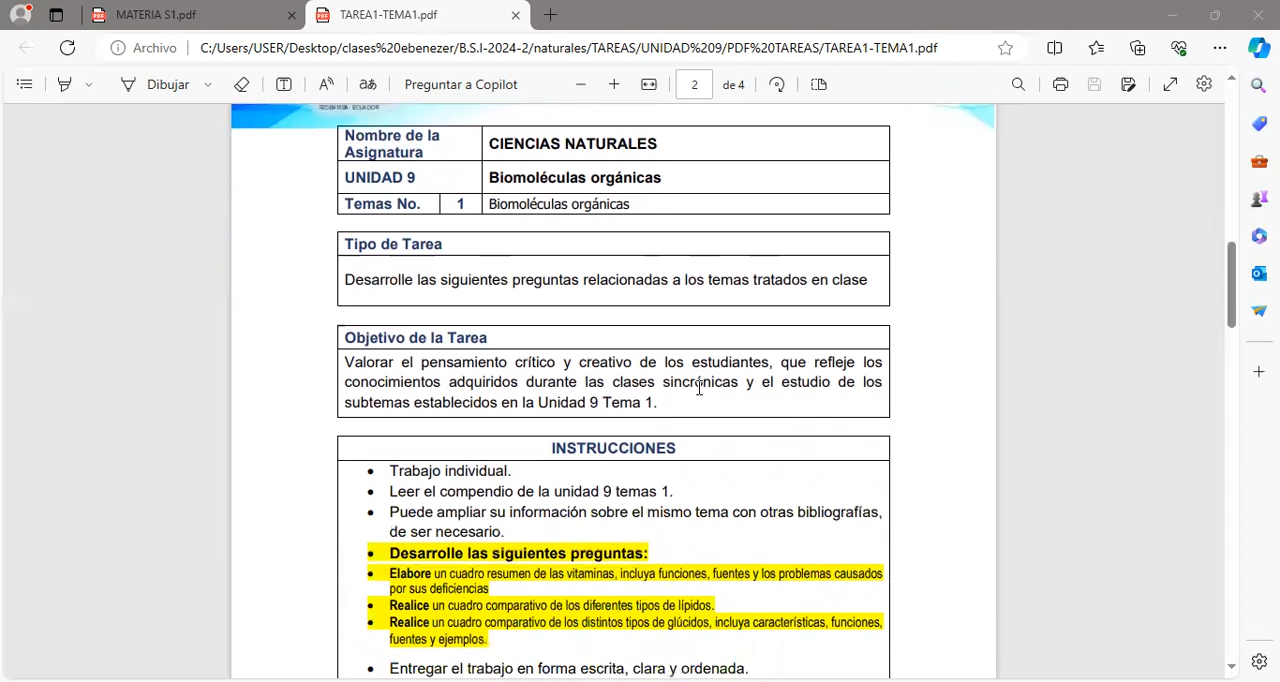 MATERIA S1.pdf
TAREA1-TEMA1.pdf
Archivo
C:/Users/USER/Desktop/clases%20ebenezer/B.S.I-2024-2/naturales/TAREAS/UNIDAD%209/PDF%20TAREAS/TAREA1-TEMA1.pdf
Dibujar
Preguntar a Copilot
2 de 4
Nombre de la Asignatura
CIENCIAS NATURALES
UNIDAD 9
Biomoléculas orgánicas
Temas No. 1
Biomoléculas orgánicas
Tipo de Tarea
Desarrolle las siguientes preguntas relacionadas a los temas tratados en clase
Objetivo de la Tarea
Valorar el pensamiento crítico y creativo de los estudiantes, que refleje los
conocimientos adquiridos durante las clases sincrónicas y el estudio de los
subtemas establecidos en la Unidad 9 Tema 1.
INSTRUCCIONES
• Trabajo individual.
• Leer el compendio de la unidad 9 temas 1.
• Puede ampliar su información sobre el mismo tema con otras bibliografías,
de ser necesario.
• Desarrolle las siguientes preguntas:
• Elabore un cuadro resumen de las vitaminas, incluya funciones, fuentes y los problemas causados
por sus deficiencias
• Realice un cuadro comparativo de los diferentes tipos de lípidos.
• Realice un cuadro comparativo de los distintos tipos de glúcidos, incluya características, funciones,
fuentes y ejemplos.
• Entregar el trabajo en forma escrita, clara y ordenada.